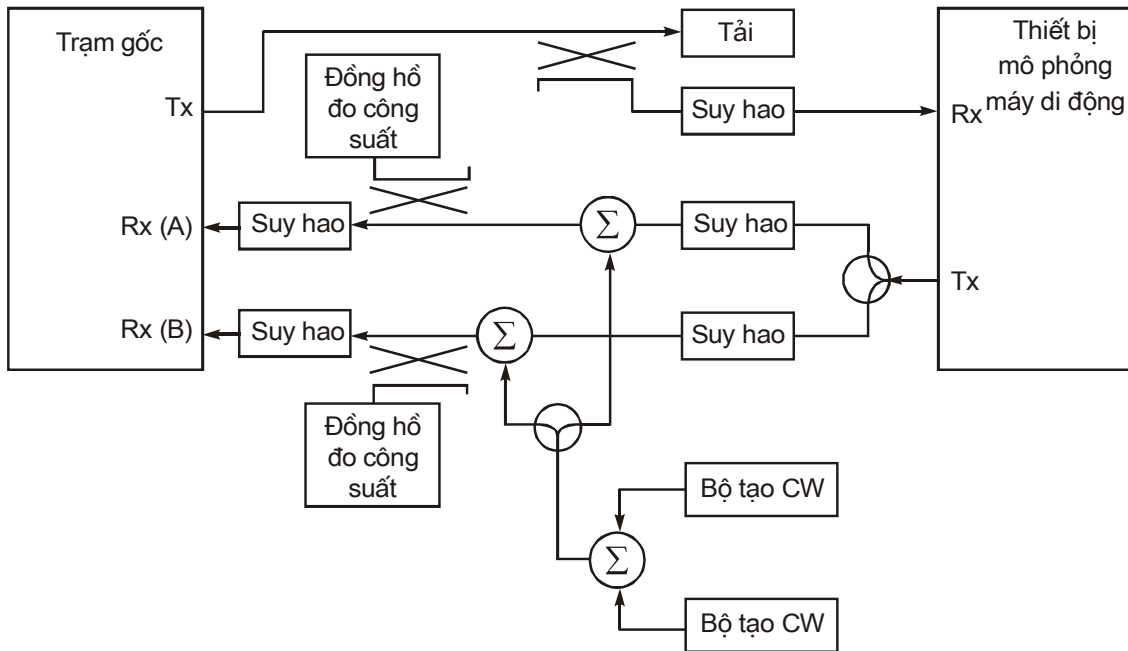 Trạm gốc
Tải
Thiết bị
mô phỏng
máy di động
Đồng hồ
đo công
suất
Tx
Suy hao
Rx
Rx (A)
Suy hao
Σ
Suy hao
Tx
Rx (B)
Suy hao
Σ
Suy hao
Đồng hồ
đo công
suất
Bộ tạo CW
Σ
Bộ tạo CW